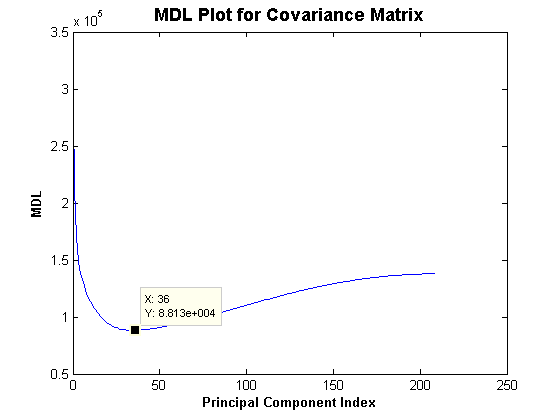 MDL Plot for Covariance Matrix
x 10^5
3.5
3
2.5
2
1.5
1
0.5
MDL
X: 36
Y: 8.813e+004
0 50 100 150 200 250
Principal Component Index